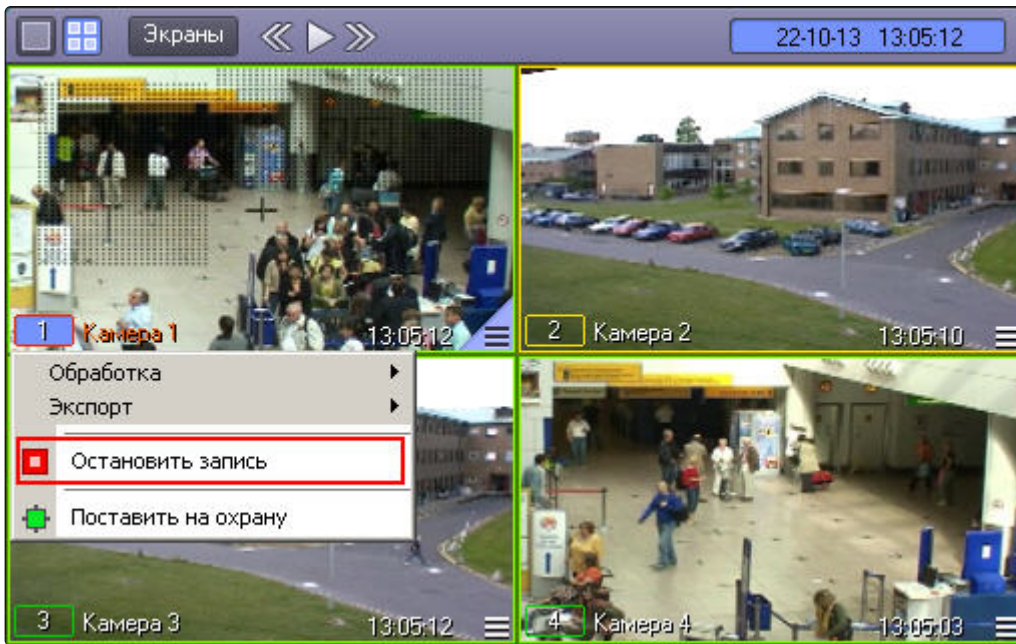 Экраны
22-10-13 13:05:12
1 Камера 1 13:05:12
2 Камера 2 13:05:10
Обработка
Экспорт
Остановить запись
Поставить на охрану
3 Камера 3 13:05:12
4 Камера 4 13:05:03